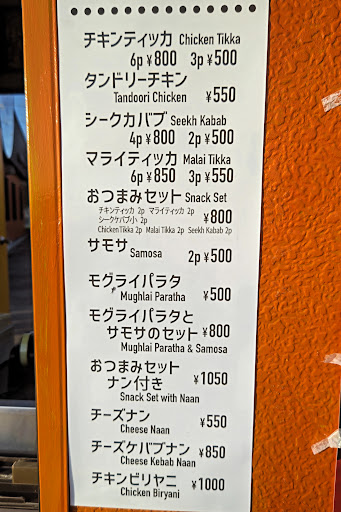 チキンティッカ Chicken Tikka
6p ¥800 3p ¥500
タンドリーチキン
Tandoori Chicken ¥550
シークカバブ Seekh Kabab
4p ¥800 2p ¥500
マライティッカ Malai Tikka
6p ¥850 3p ¥550
おつまみセット Snack Set
チキンティッカ 2p マライティカ 2p
シークケバブ小 2p ¥800
Chicken Tikka 2p Malai Tikka 2p Seekh Kabab 2p
サモサ Samosa 2p ¥500
モグライパラタ
Mughlai Paratha ¥500
モグライパラタと
サモサのセット ¥800
Mughlai Paratha & Samosa
おつまみセット
ナン付き ¥1050
Snack Set with Naan
チーズナン
Cheese Naan ¥550
チーズケバブナン ¥850
Cheese Kebab Naan
チキンビリヤニ ¥1000
Chicken Biryani